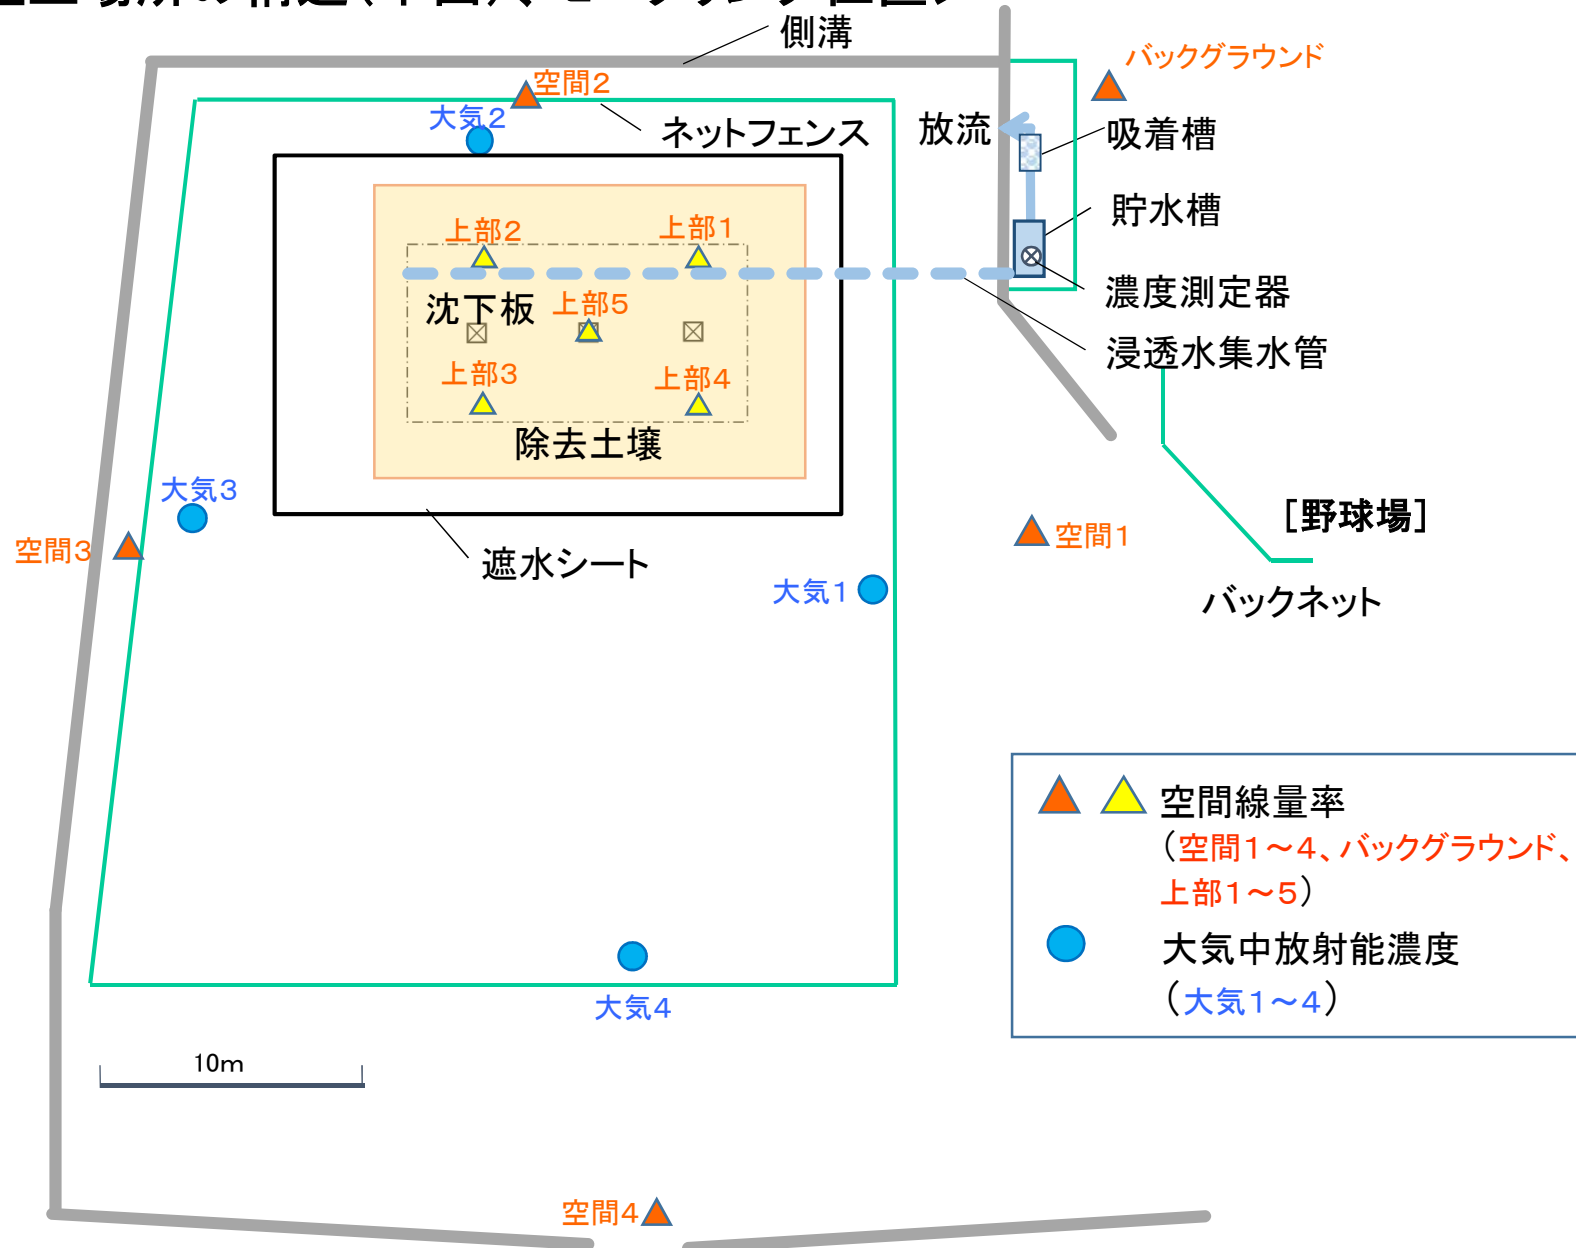 側溝
バックグラウンド
空間2
大気2
ネットフェンス
放流
吸着槽
貯水槽
上部2
上部1
濃度測定器
沈下板
上部5
浸透水集水管
上部3
上部4
除去土壌
大気3
[野球場]
空間3
空間1
遮水シート
大気1
バックネット
空間線量率
(空間1～4、バックグラウンド、
上部1～5)
大気中放射能濃度
(大気1～4)
大気4
10m
空間4